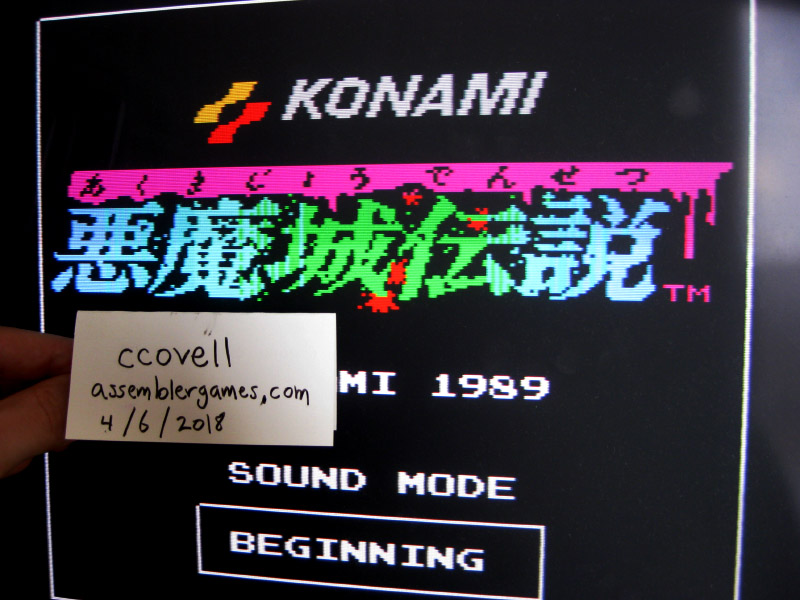 KONAMI
あくまじょうでんせつ
悪魔城伝説
TM
ccovell
assemblergames.com
4/6/2018
MI 1989
SOUND MODE
BEGINNING